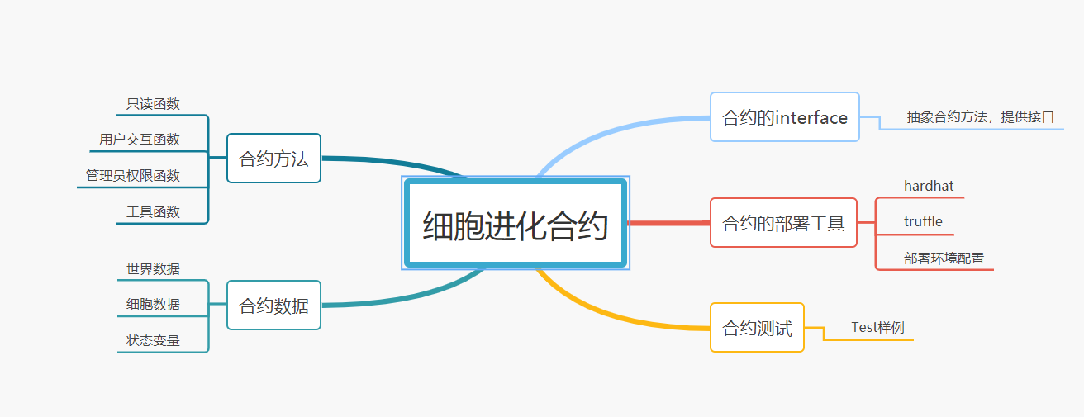 细胞进化合约
合约方法
只读函数
用户交互函数
管理员权限函数
工具函数
合约数据
世界数据
细胞数据
状态变量
合约的interface
抽象合约方法，提供接口
合约的部署工具
hardhat
truffle
部署环境配置
合约测试
Test样例